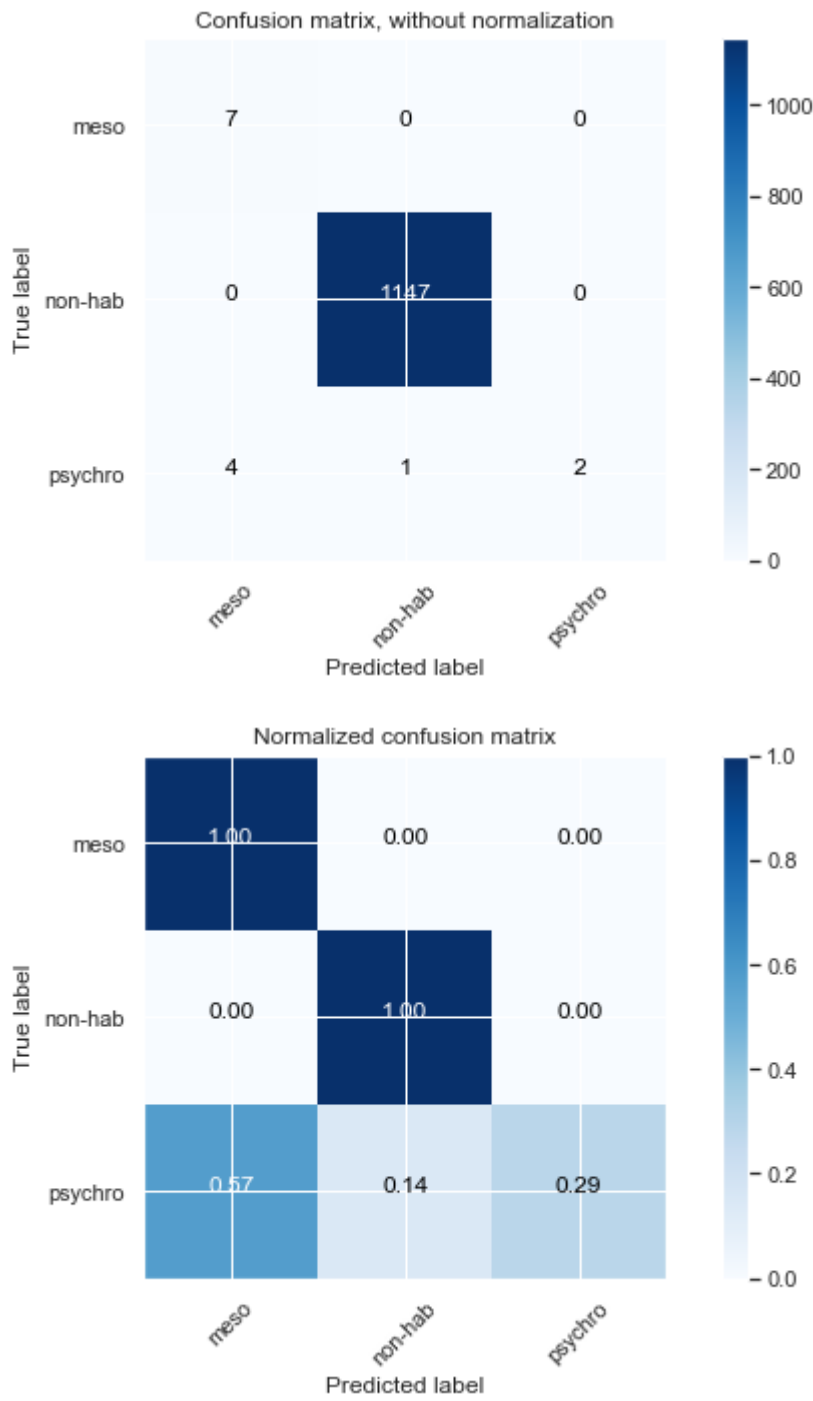 Confusion matrix, without normalization
meso 7 0 0
non-hab 0 1147 0
psychro 4 1 2
True label
meso non-hab psychro
Predicted label
1000
800
600
400
200
0
Normalized confusion matrix
meso 1.00 0.00 0.00
non-hab 0.00 1.00 0.00
psychro 0.57 0.14 0.29
True label
meso non-hab psychro
Predicted label
1.0
0.8
0.6
0.4
0.2
0.0